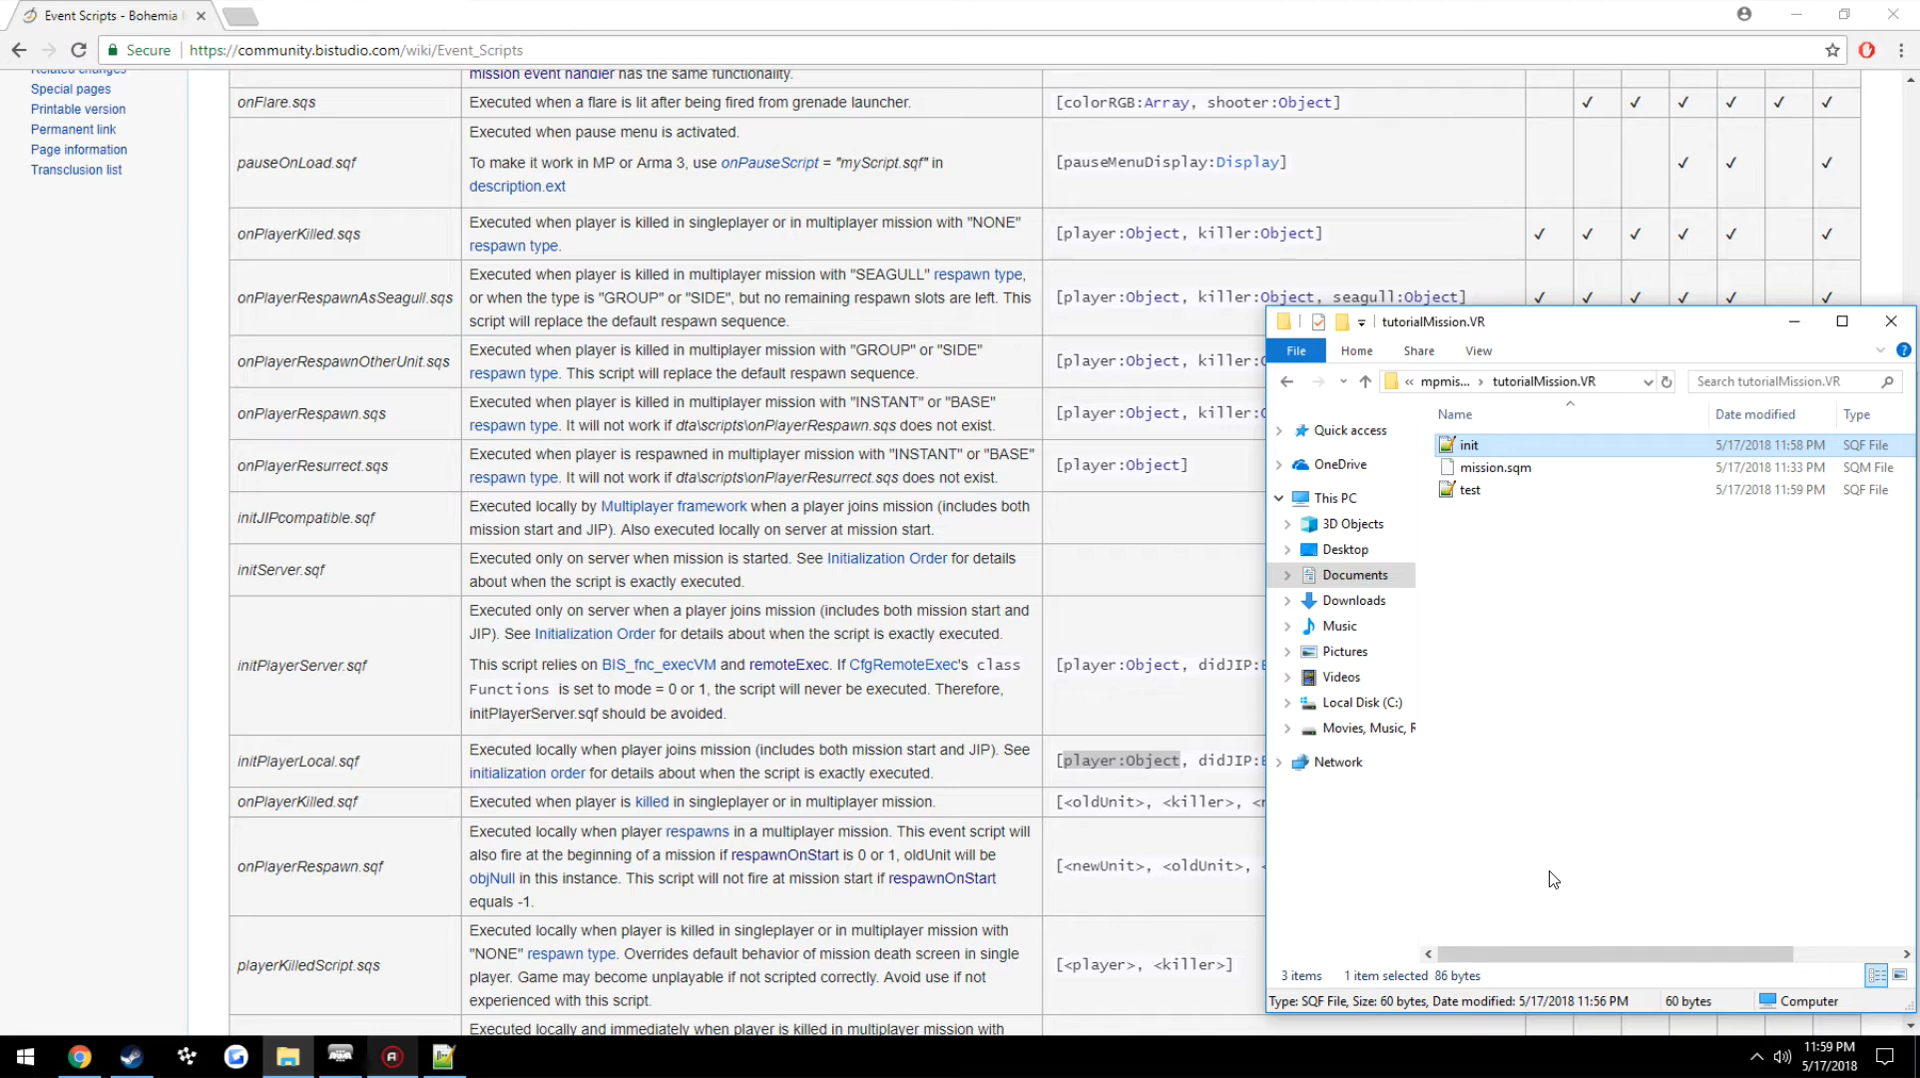 Event Scripts - Bohemia
Secure
https://community.bistudio.com/wiki/Event_Scripts
Related changes
Special pages
Printable version
Permanent link
Page information
Transclusion list
mission event handler has the same functionality.
onFlare.sqs
Executed when a flare is lit after being fired from grenade launcher.
[colorRGB:Array, shooter:Object]
pauseOnLoad.sqf
Executed when pause menu is activated.
To make it work in MP or Arma 3, use onPauseScript = "myScript.sqf" in
description.ext
[pauseMenuDisplay:Display]
onPlayerKilled.sqs
Executed when player is killed in singleplayer or in multiplayer mission with "NONE"
respawn type.
[player:Object, killer:Object]
onPlayerRespawnAsSeagull.sqs
Executed when player is killed in multiplayer mission with "SEAGULL" respawn type,
or when the type is "GROUP" or "SIDE", but no remaining respawn slots are left. This
script will replace the default respawn sequence.
[player:Object, killer:Object, seagull:Object]
onPlayerRespawnOtherUnit.sqs
Executed when player is killed in multiplayer mission with "GROUP" or "SIDE"
respawn type. This script will replace the default respawn sequence.
[player:Object, killer:
onPlayerRespawn.sqs
Executed when player is killed in multiplayer mission with "INSTANT" or "BASE"
respawn type. It will not work if dta\scripts\onPlayerRespawn.sqs does not exist.
[player:Object, killer:
onPlayerResurrect.sqs
Executed when player is respawned in multiplayer mission with "INSTANT" or "BASE"
respawn type. It will not work if dta\scripts\onPlayerResurrect.sqs does not exist.
[player:Object]
initJIPcompatible.sqf
Executed locally by Multiplayer framework when a player joins mission (includes both
mission start and JIP). Also executed locally on server at mission start.
initServer.sqf
Executed only on server when mission is started. See Initialization Order for details
about when the script is exactly executed.
initPlayerServer.sqf
Executed only on server when a player joins mission (includes both mission start and
JIP). See Initialization Order for details about when the script is exactly executed.
This script relies on BIS_fnc_execVM and remoteExec. If CfgRemoteExec's class
Functions is set to mode = 0 or 1, the script will never be executed. Therefore,
initPlayerServer.sqf should be avoided.
[player:Object, didJIP:
initPlayerLocal.sqf
Executed locally when player joins mission (includes both mission start and JIP). See
initialization order for details about when the script is exactly executed.
[player:Object, didJIP:
onPlayerKilled.sqf
Executed when player is killed in singleplayer or in multiplayer mission.
[<oldUnit>, <killer>,
onPlayerRespawn.sqf
Executed locally when player respawns in a multiplayer mission. This event script will
also fire at the beginning of a mission if respawnOnStart is 0 or 1, oldUnit will be
objNull in this instance. This script will not fire at mission start if respawnOnStart
equals -1.
[<newUnit>, <oldUnit>,
playerKilledScript.sqs
Executed locally when player is killed in singleplayer or in multiplayer mission with
"NONE" respawn type. Overrides default behavior of mission death screen in single
player. Game may become unplayable if not scripted correctly. Avoid use if not
experienced with this script.
[<player>, <killer>]
Executed locally and immediately when player is killed in multiplayer mission with
tutorialMission.VR
File Home Share View
« mpmis... › tutorialMission.VR
Search tutorialMission.VR
Name Date modified Type
init 5/17/2018 11:58 PM SQF File
mission.sqm 5/17/2018 11:33 PM SQM File
test 5/17/2018 11:59 PM SQF File
Quick access
OneDrive
This PC
3D Objects
Desktop
Documents
Downloads
Music
Pictures
Videos
Local Disk (C:)
Movies, Music, 
Network
3 items 1 item selected 86 bytes
Type: SQF File, Size: 60 bytes, Date modified: 5/17/2018 11:56 PM 60 bytes Computer
11:59 PM
5/17/2018